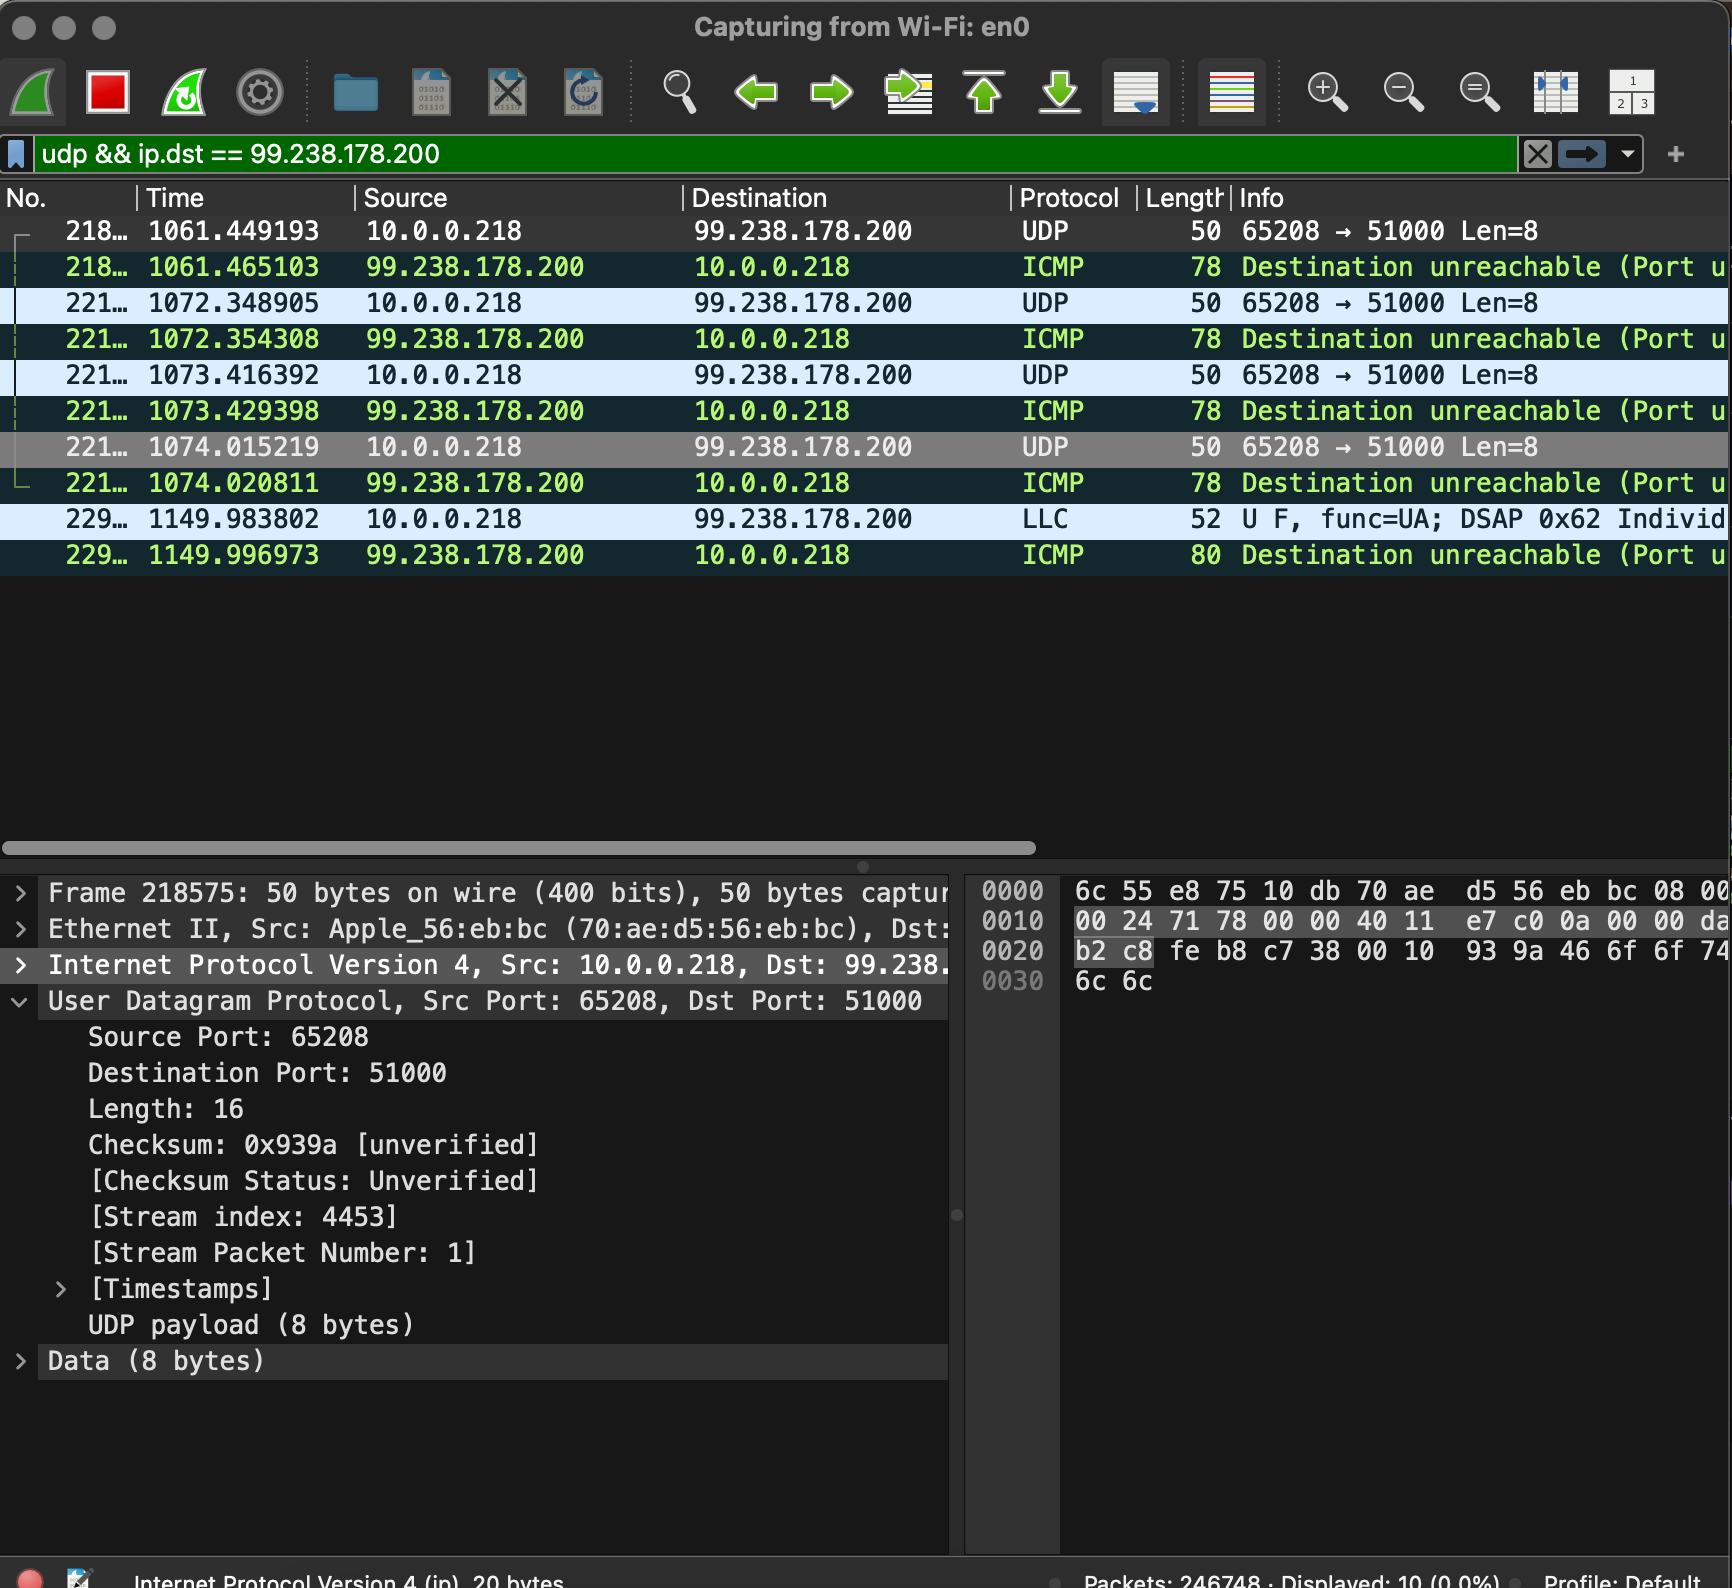 Capturing from Wi-Fi: en0
udp && ip.dst == 99.238.178.200
No. Time Source Destination Protocol Length Info
218… 1061.449193 10.0.0.218 99.238.178.200 UDP 50 65208 → 51000 Len=8
218… 1061.465103 99.238.178.200 10.0.0.218 ICMP 78 Destination unreachable (Port u
221… 1072.348905 10.0.0.218 99.238.178.200 UDP 50 65208 → 51000 Len=8
221… 1072.354308 99.238.178.200 10.0.0.218 ICMP 78 Destination unreachable (Port u
221… 1073.416392 10.0.0.218 99.238.178.200 UDP 50 65208 → 51000 Len=8
221… 1073.429398 99.238.178.200 10.0.0.218 ICMP 78 Destination unreachable (Port u
221… 1074.015219 10.0.0.218 99.238.178.200 UDP 50 65208 → 51000 Len=8
221… 1074.020811 99.238.178.200 10.0.0.218 ICMP 78 Destination unreachable (Port u
229… 1149.983802 10.0.0.218 99.238.178.200 LLC 52 U F, func=UA; DSAP 0x62 Individ
229… 1149.996973 99.238.178.200 10.0.0.218 ICMP 80 Destination unreachable (Port u
Frame 218575: 50 bytes on wire (400 bits), 50 bytes captur
Ethernet II, Src: Apple_56:eb:bc (70:ae:d5:56:eb:bc), Dst:
Internet Protocol Version 4, Src: 10.0.0.218, Dst: 99.238.
User Datagram Protocol, Src Port: 65208, Dst Port: 51000
Source Port: 65208
Destination Port: 51000
Length: 16
Checksum: 0x939a [unverified]
[Checksum Status: Unverified]
[Stream index: 4453]
[Stream Packet Number: 1]
[Timestamps]
UDP payload (8 bytes)
Data (8 bytes)
0000 6c 55 e8 75 10 db 70 ae d5 56 eb bc 08 00
0010 00 24 71 78 00 00 40 11 e7 c0 0a 00 00 da
0020 b2 c8 fe b8 c7 38 00 10 93 9a 46 6f 6f 74
0030 6c 6c
Internet Protocol Version 4 (ip), 20 bytes
Packets: 246748 · Displayed: 10 (0.0%)
Profile: Default